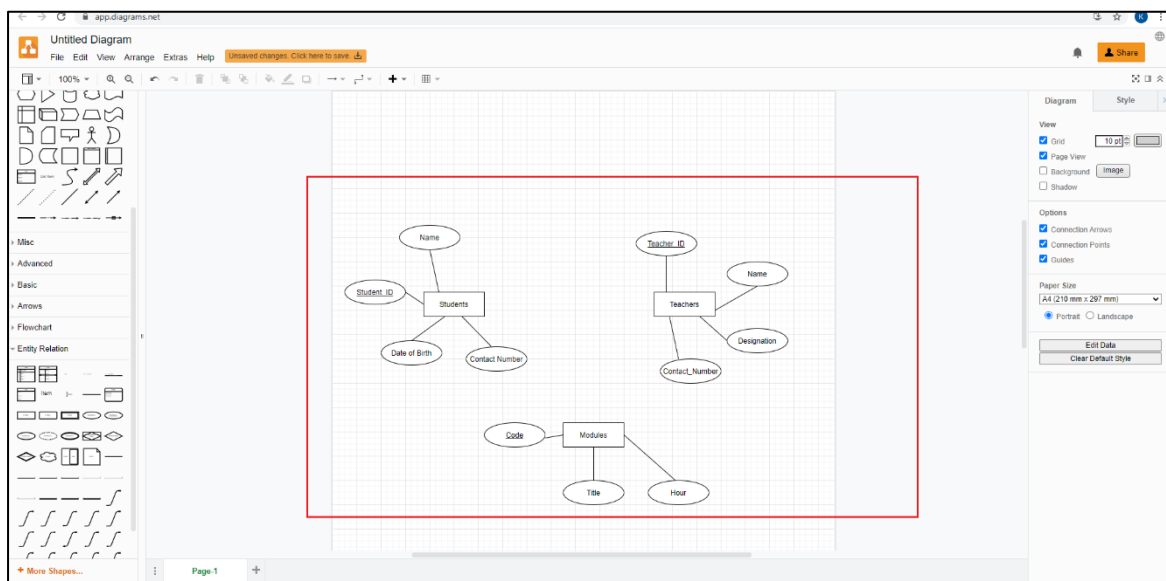 app.diagrams.net
K
Untitled Diagram
File Edit View Arrange Extras Help Unsaved changes. Click here to save.
Share
100%
Diagram Style
View
Grid 10 pt
Page View
Background Image
Shadow
Options
Connection Arrows
Connection Points
Guides
Paper Size
A4 (210 mm x 297 mm)
Portrait Landscape
Edit Data
Clear Default Style
Misc
Advanced
Basic
Arrows
Flowchart
Entity Relation
Item
Name
Student_ID
Students
Date of Birth
Contact Number
Teacher_ID
Name
Teachers
Designation
Contact_Number
Code
Modules
Title
Hour
+ More Shapes...
Page-1